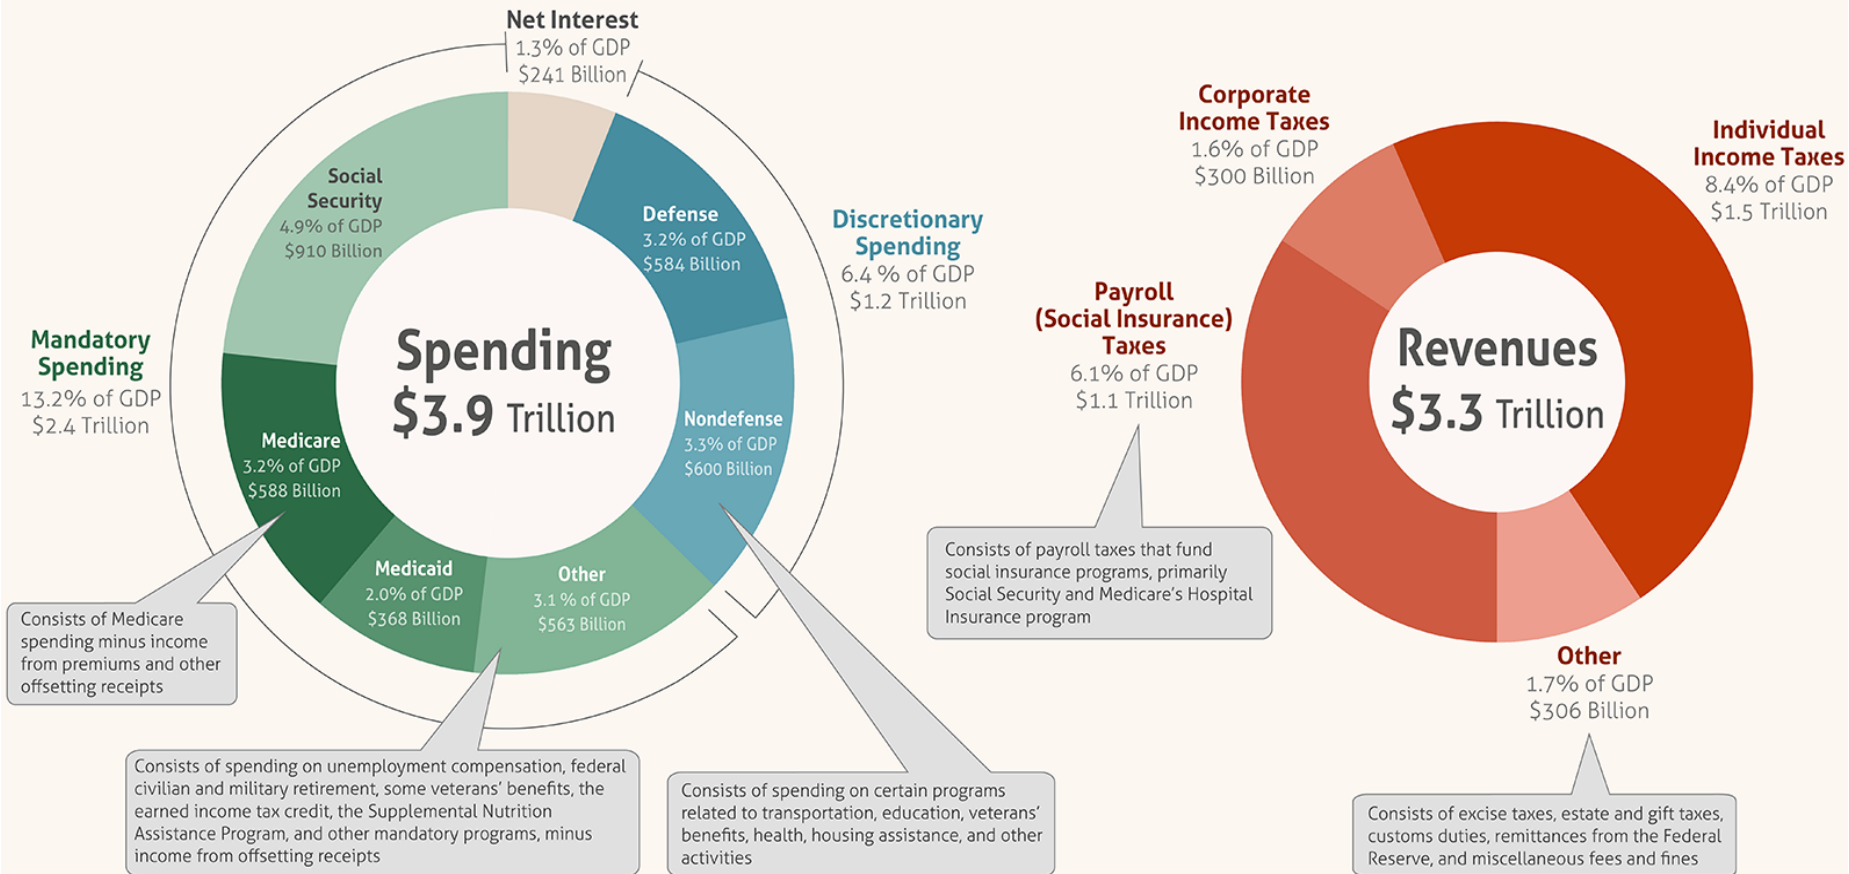 Net Interest
1.3% of GDP
$241 Billion
Social
Security
4.9% of GDP
$910 Billion
Defense
3.2% of GDP
$584 Billion
Discretionary
Spending
6.4 % of GDP
$1.2 Trillion
Mandatory
Spending
13.2% of GDP
$2.4 Trillion
Spending
$3.9 Trillion
Medicare
3.2% of GDP
$588 Billion
Nondefense
3.3% of GDP
$600 Billion
Medicaid
2.0% of GDP
$368 Billion
Other
3.1 % of GDP
$563 Billion
Consists of Medicare
spending minus income
from premiums and other
offsetting receipts
Consists of spending on unemployment compensation, federal
civilian and military retirement, some veterans’ benefits, the
earned income tax credit, the Supplemental Nutrition
Assistance Program, and other mandatory programs, minus
income from offsetting receipts
Consists of spending on certain programs
related to transportation, education, veterans’
benefits, health, housing assistance, and other
activities
Corporate
Income Taxes
1.6% of GDP
$300 Billion
Individual
Income Taxes
8.4% of GDP
$1.5 Trillion
Payroll
(Social Insurance)
Taxes
6.1% of GDP
$1.1 Trillion
Revenues
$3.3 Trillion
Consists of payroll taxes that fund
social insurance programs, primarily
Social Security and Medicare’s Hospital
Insurance program
Other
1.7% of GDP
$306 Billion
Consists of excise taxes, estate and gift taxes,
customs duties, remittances from the Federal
Reserve, and miscellaneous fees and fines